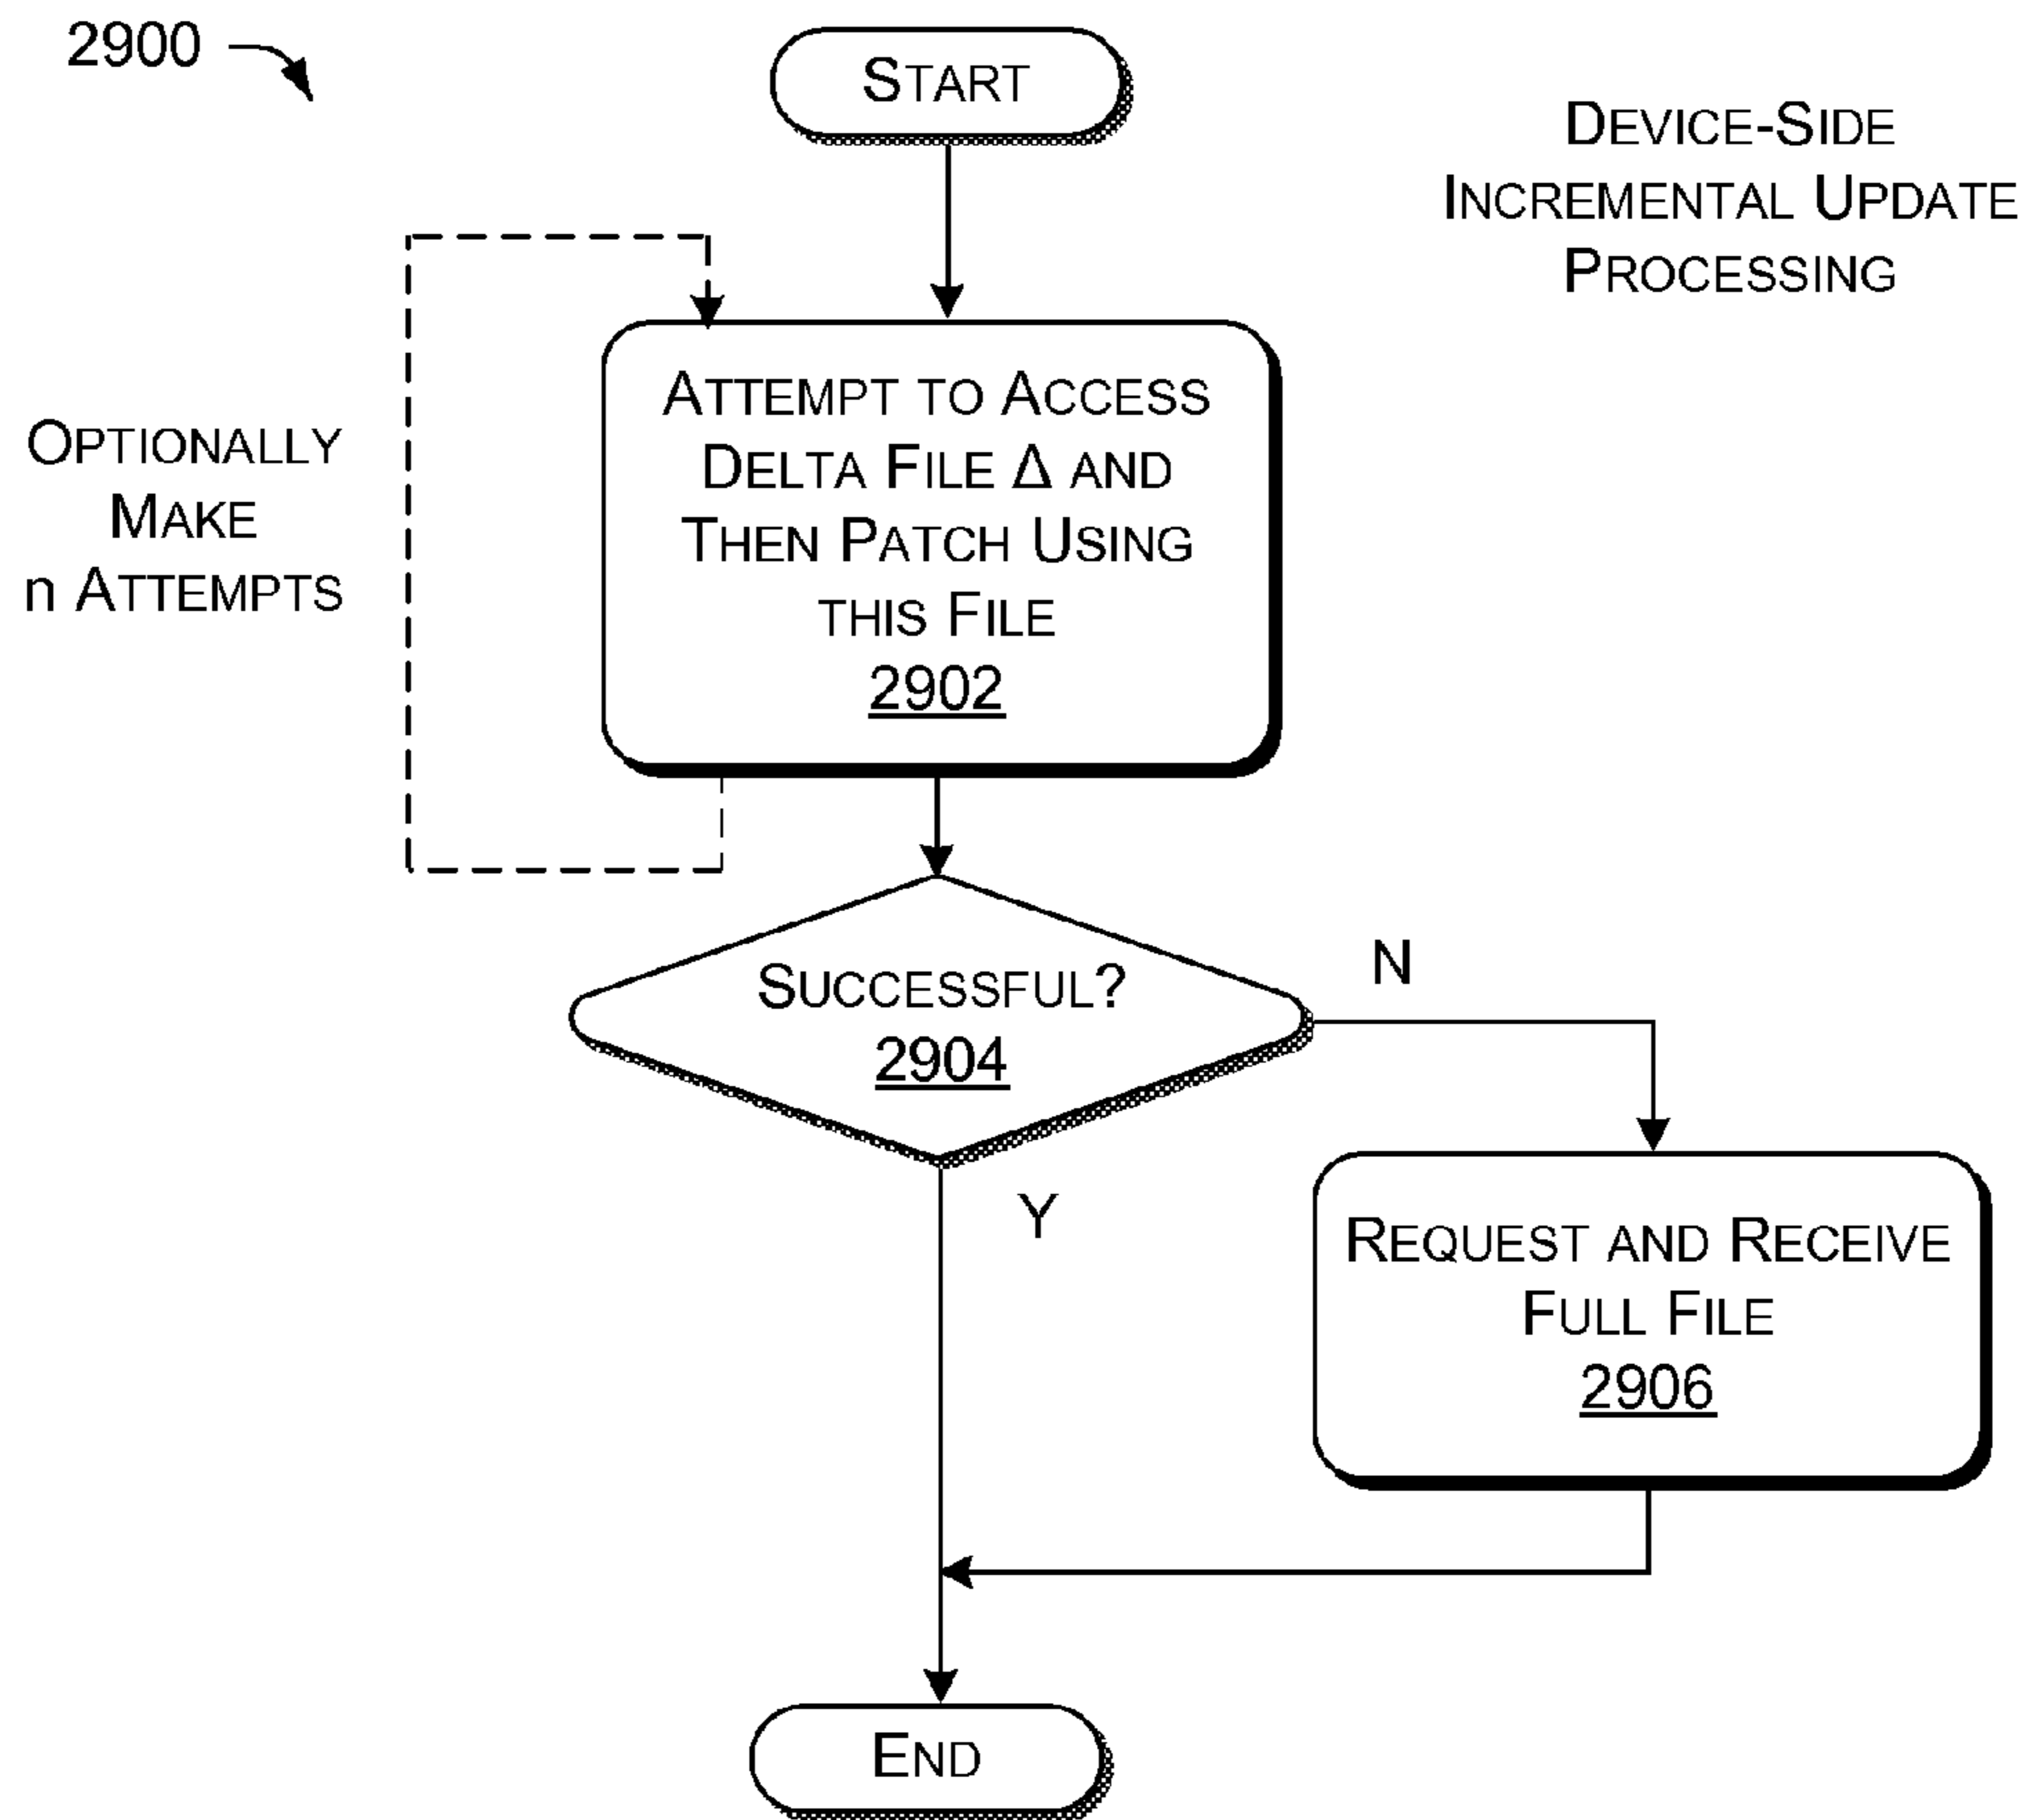 2900
START
DEVICE-SIDE
INCREMENTAL UPDATE
PROCESSING
OPTIONALLY
MAKE
n ATTEMPTS
ATTEMPT TO ACCESS
DELTA FILE Δ AND
THEN PATCH USING
THIS FILE
2902
SUCCESSFUL?
2904
N
Y
REQUEST AND RECEIVE
FULL FILE
2906
END